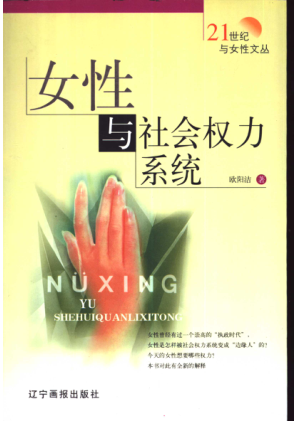 21世纪
与女性文丛
女性
与社会权力
系统
欧阳洁 著
NÜXING
YU
SHEHUIQUANLIXITONG
女性曾经有过一个崇高的“执政时代”，
女性是怎样被社会权力系统变成“边缘人”的？
今天的女性想要哪些权力？
本书对此有全新的解释
辽宁画报出版社